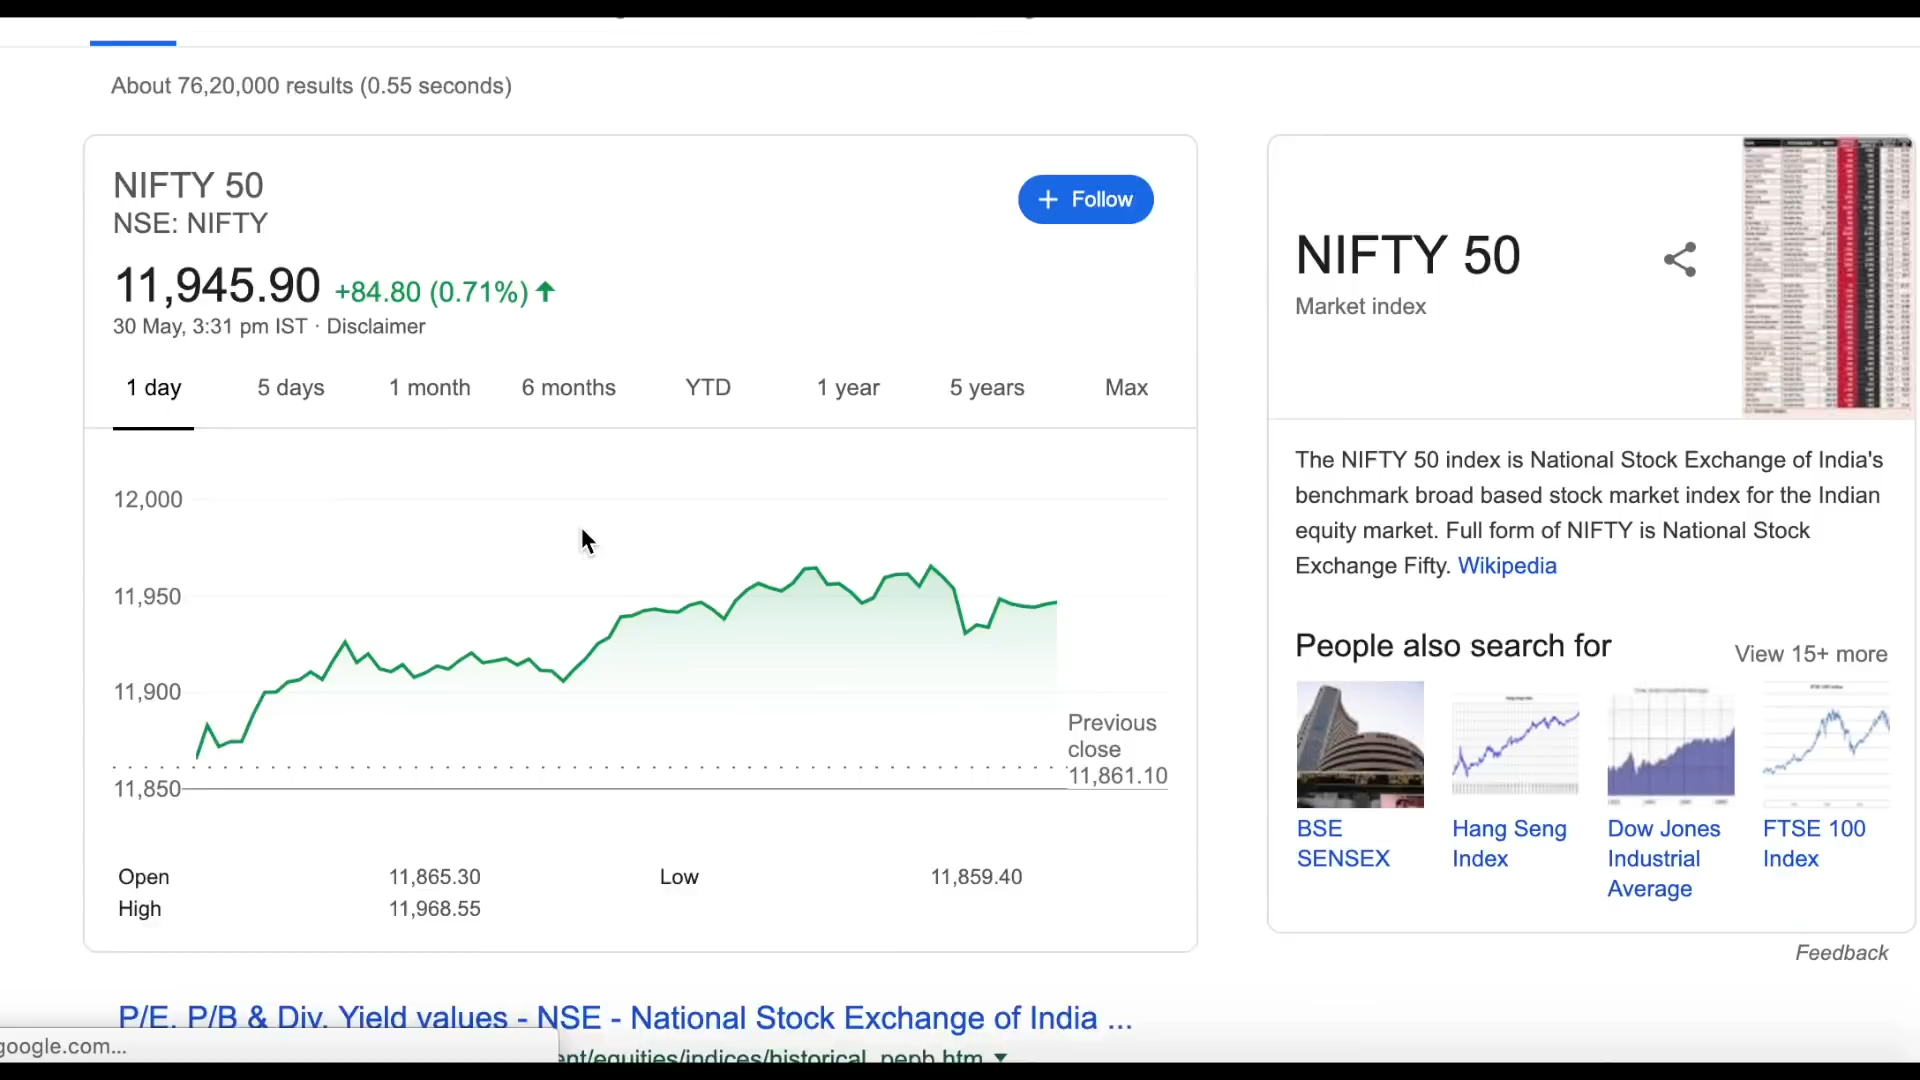 About 76,20,000 results (0.55 seconds)
NIFTY 50
NSE: NIFTY
+ Follow
11,945.90 +84.80 (0.71%) ↑
30 May, 3:31 pm IST · Disclaimer
1 day 5 days 1 month 6 months YTD 1 year 5 years Max
12,000
11,950
11,900
11,850
Previous
close
11,861.10
Open 11,865.30 Low 11,859.40
High 11,968.55
P/E, P/B & Div. Yield values - NSE - National Stock Exchange of India ...
google.com...
ent/equities/indices/historical_pepb.htm
NIFTY 50
Market index
The NIFTY 50 index is National Stock Exchange of India's
benchmark broad based stock market index for the Indian
equity market. Full form of NIFTY is National Stock
Exchange Fifty. Wikipedia
People also search for
View 15+ more
BSE
SENSEX
Hang Seng
Index
Dow Jones
Industrial
Average
FTSE 100
Index
Feedback